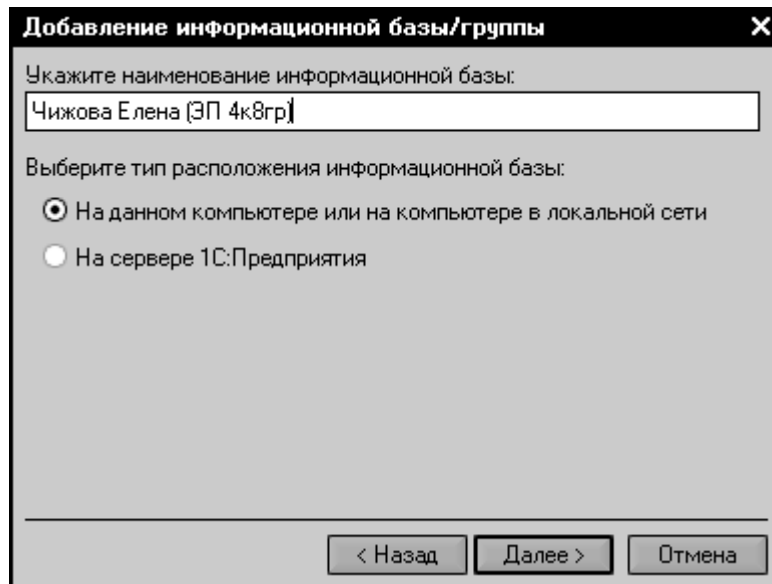 Добавление информационной базы/группы
Укажите наименование информационной базы:
Чижова Елена (ЭП 4к8гр)
Выберите тип расположения информационной базы:
На данном компьютере или на компьютере в локальной сети
На сервере 1С:Предприятия
< Назад Далее > Отмена